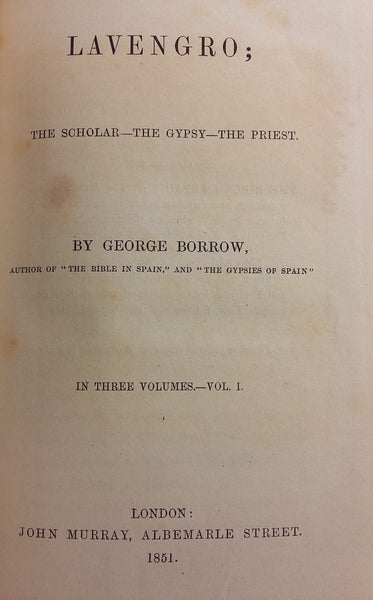 LAVENGRO;
THE SCHOLAR—THE GYPSY—THE PRIEST.
BY GEORGE BORROW,
AUTHOR OF "THE BIBLE IN SPAIN," AND "THE GYPSIES OF SPAIN"
IN THREE VOLUMES.—VOL. I.
LONDON:
JOHN MURRAY, ALBEMARLE STREET.
1851.